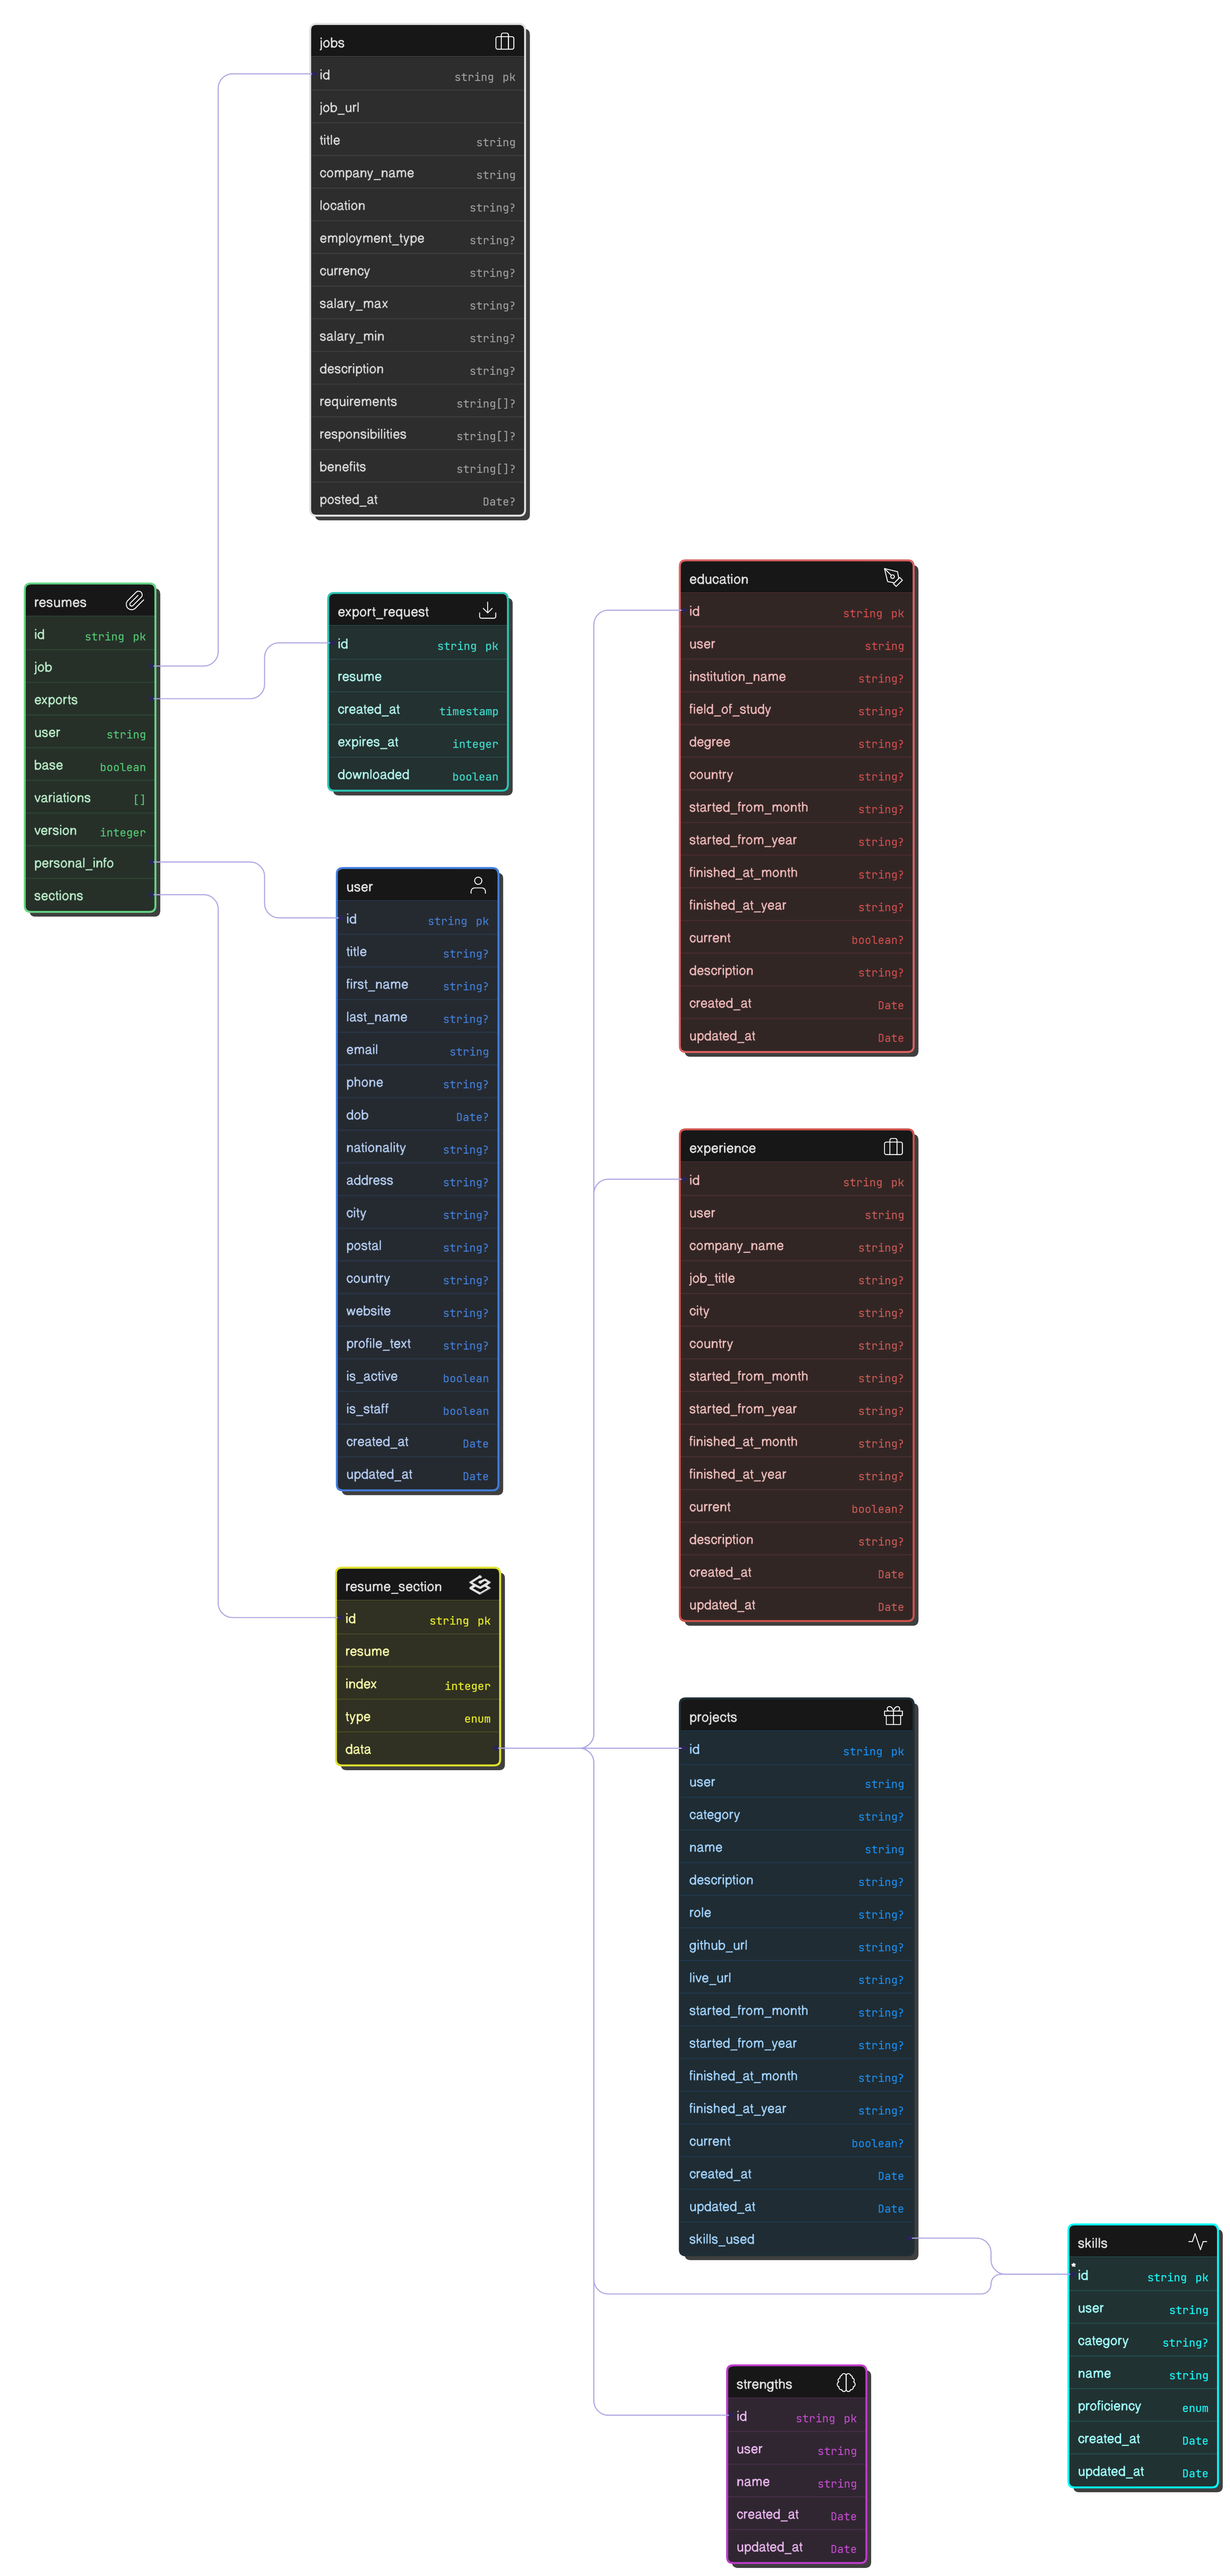 jobs
id string pk
job_url
title string
company_name string
location string?
employment_type string?
currency string?
salary_max string?
salary_min string?
description string?
requirements string[]?
responsibilities string[]?
benefits string[]?
posted_at Date?
resumes
id string pk
job
exports
user string
base boolean
variations []
version integer
personal_info
sections
export_request
id string pk
resume
created_at timestamp
expires_at integer
downloaded boolean
user
id string pk
title string?
first_name string?
last_name string?
email string
phone string?
dob Date?
nationality string?
address string?
city string?
postal string?
country string?
website string?
profile_text string?
is_active boolean
is_staff boolean
created_at Date
updated_at Date
resume_section
id string pk
resume
index integer
type enum
data
education
id string pk
user string
institution_name string?
field_of_study string?
degree string?
country string?
started_from_month string?
started_from_year string?
finished_at_month string?
finished_at_year string?
current boolean?
description string?
created_at Date
updated_at Date
experience
id string pk
user string
company_name string?
job_title string?
city string?
country string?
started_from_month string?
started_from_year string?
finished_at_month string?
finished_at_year string?
current boolean?
description string?
created_at Date
updated_at Date
projects
id string pk
user string
category string?
name string
description string?
role string?
github_url string?
live_url string?
started_from_month string?
started_from_year string?
finished_at_month string?
finished_at_year string?
current boolean?
created_at Date
updated_at Date
skills_used
skills
*
id string pk
user string
category string?
name string
proficiency enum
created_at Date
updated_at Date
strengths
id string pk
user string
name string
created_at Date
updated_at Date